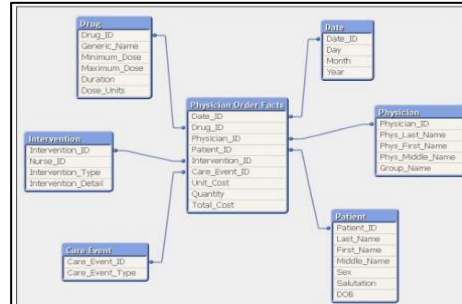 Drug
Drug_ID
Generic_Name
Minimum_Dose
Maximum_Dose
Duration
Dose_Units
Date
Date_ID
Day
Month
Year
Physician Order Facts
Date_ID
Drug_ID
Physician_ID
Patient_ID
Intervention_ID
Care_Event_ID
Unit_Cost
Quantity
Total_Cost
Physician
Physician_ID
Phys_Last_Name
Phys_First_Name
Phys_Middle_Name
Group_Name
Intervention
Intervention_ID
Nurse_ID
Intervention_Type
Intervention_Detail
Care Event
Care_Event_ID
Care_Event_Type
Patient
Patient_ID
Last_Name
First_Name
Middle_Name
Sex
Salutation
DOB